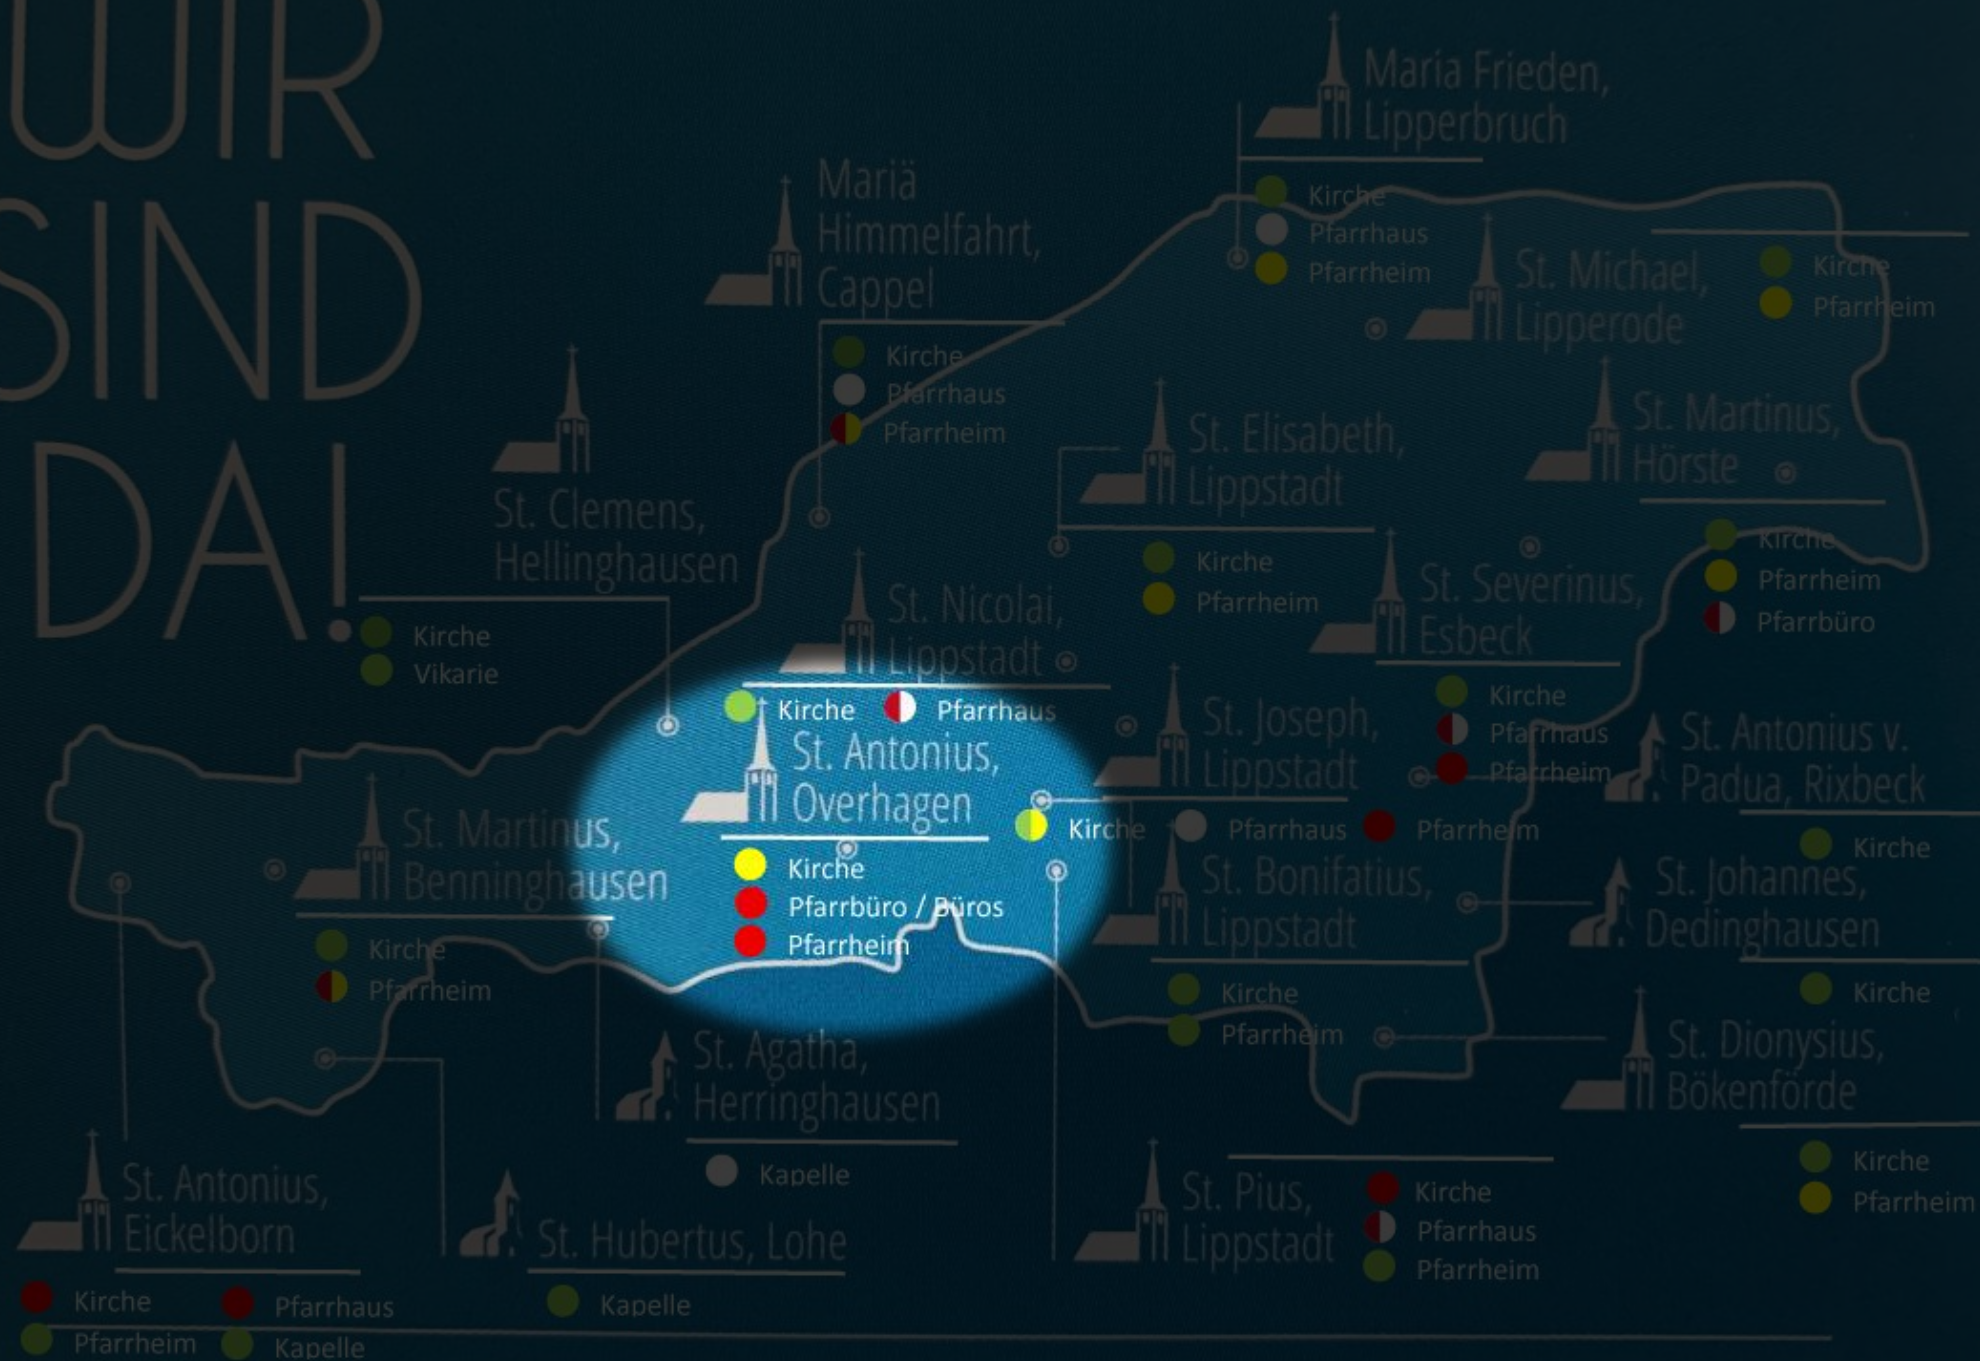 WIR
SIND
DA!
Maria Frieden,
Lipperbruch
Kirche
Pfarrhaus
Pfarrheim
Mariä
Himmelfahrt,
Cappel
Kirche
Pfarrhaus
Pfarrheim
St. Michael,
Lipperode
Kirche
Pfarrheim
St. Clemens,
Hellinghausen
Kirche
Vikarie
St. Elisabeth,
Lippstadt
Kirche
Pfarrheim
St. Martinus,
Hörste
Kirche
Pfarrheim
Pfarrbüro
St. Nicolai,
Lippstadt
Kirche Pfarrhaus
St. Severinus,
Esbeck
Kirche
Pfarrhaus
Pfarrheim
St. Antonius,
Overhagen
Kirche
Pfarrbüro / Büros
Pfarrheim
St. Joseph,
Lippstadt
Kirche Pfarrhaus Pfarrheim
St. Antonius v.
Padua, Rixbeck
Kirche
St. Martinus,
Benninghausen
Kirche
Pfarrheim
St. Bonifatius,
Lippstadt
Kirche
Pfarrheim
St. Johannes,
Dedinghausen
Kirche
St. Agatha,
Herringhausen
Kapelle
St. Dionysius,
Bökenförde
Kirche
Pfarrheim
St. Antonius,
Eickelborn
Kirche Pfarrhaus
Pfarrheim Kapelle
St. Hubertus, Lohe
Kapelle
St. Pius,
Lippstadt
Kirche
Pfarrhaus
Pfarrheim